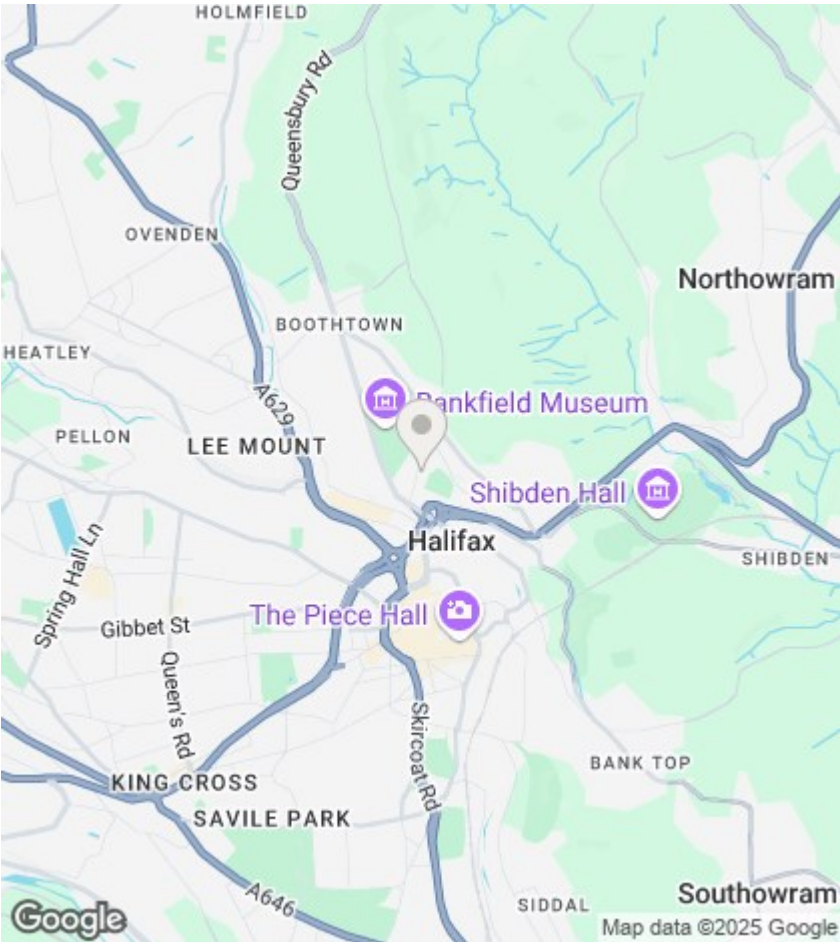 HOLMFIELD
Queensbury Rd
OVENDEN
Northowram
BOOTHTOWN
HEATLEY
A629
Bankfield Museum
PELLON
LEE MOUNT
Shibden Hall
Halifax
SHIBDEN
Spring Hall Ln
The Piece Hall
Gibbet St
Queen's Rd
Skircoat Rd
BANK TOP
KING CROSS
SAVILE PARK
A646
SIDDAL
Southowram
Google
Map data ©2025 Google